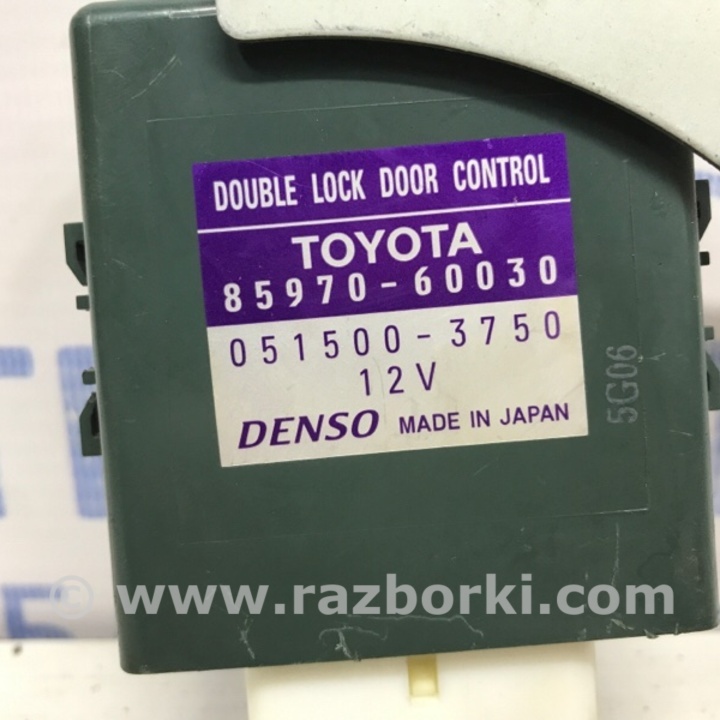 DOUBLE LOCK DOOR CONTROL
TOYOTA
85970-60030
051500-3750
12V
DENSO MADE IN JAPAN
5G06
© www.razborki.com